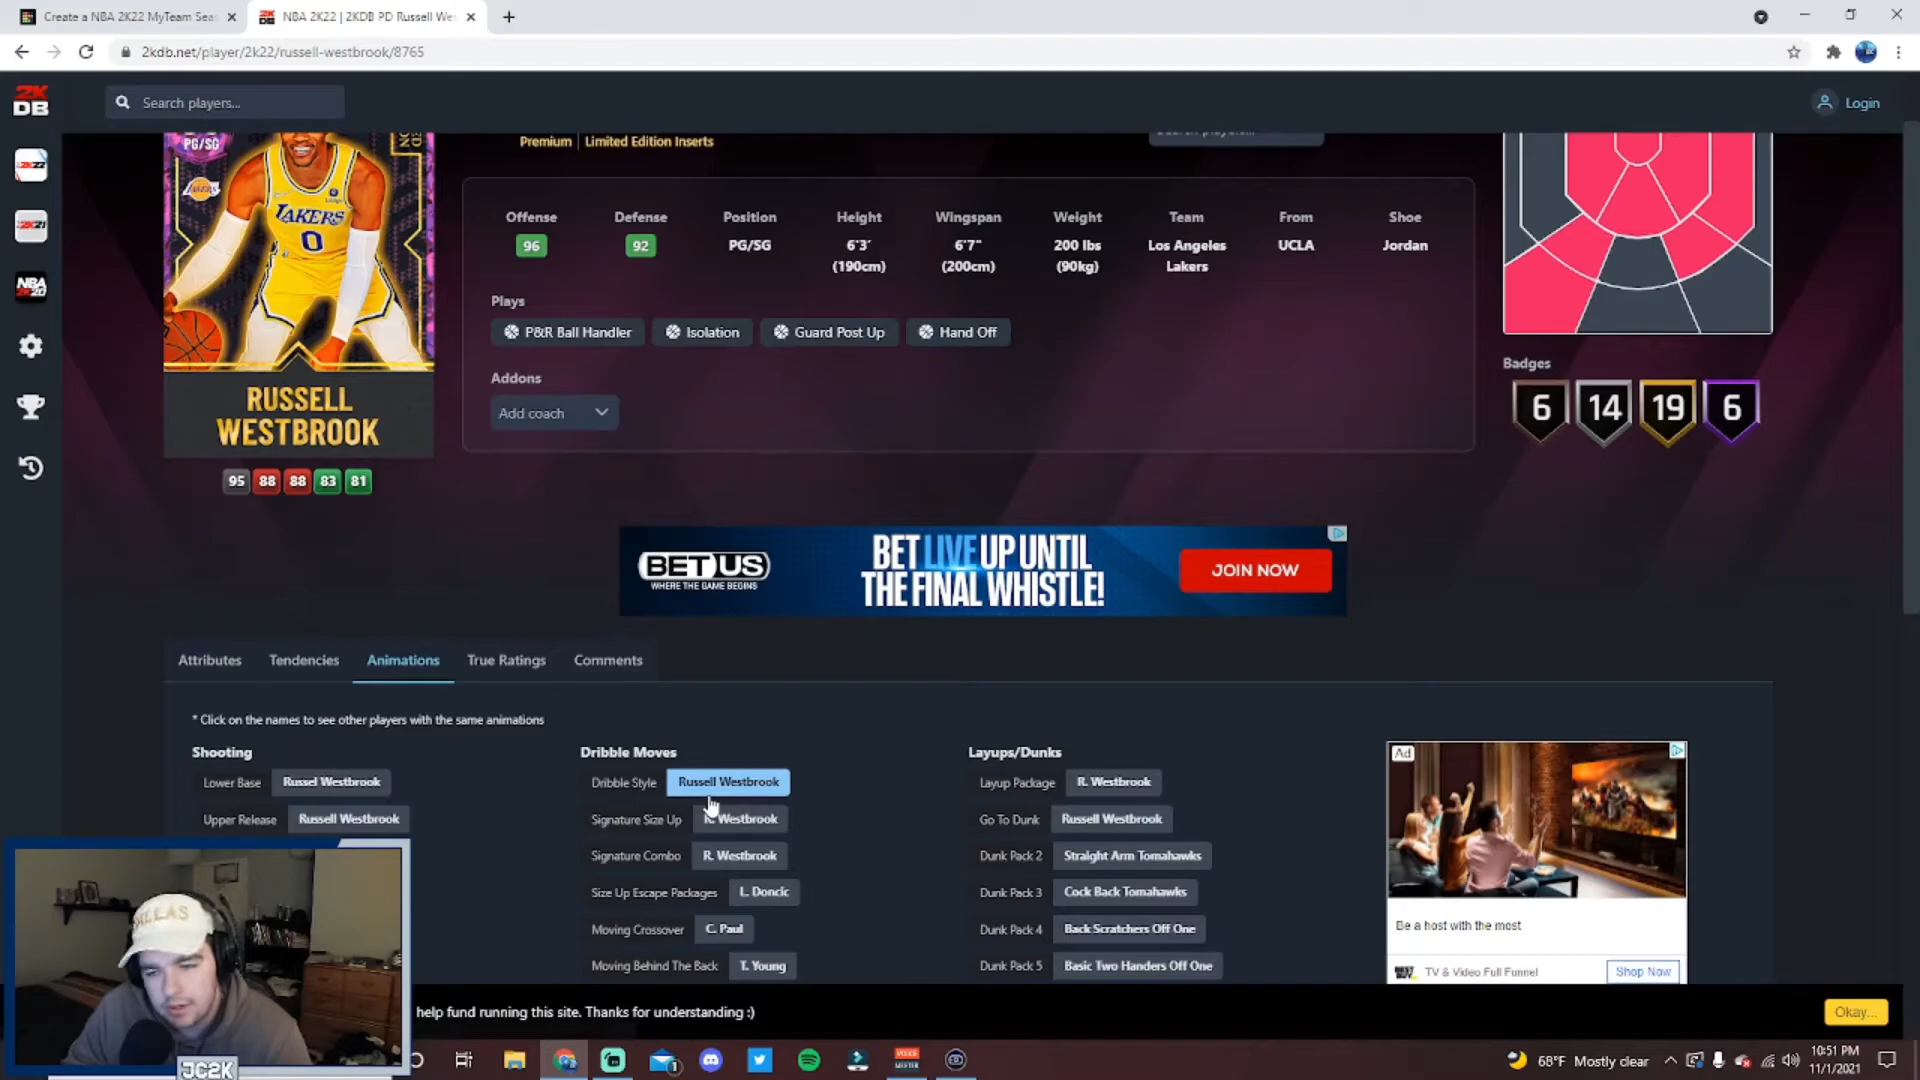 Create a NBA 2K22 MyTeam Sea
NBA 2K22 | 2KDB PD Russell We
2kdb.net/player/2k22/russell-westbrook/8765
2K
DB
Search players...
Login
PG/SG
LAKERS
0
Premium | Limited Edition Inserts
Offense Defense Position Height Wingspan Weight Team From Shoe
96 92 PG/SG 6'3' 6'7" 200 lbs Los Angeles UCLA Jordan
(190cm) (200cm) (90kg) Lakers
Plays
P&R Ball Handler Isolation Guard Post Up Hand Off
Addons
Add coach
RUSSELL
WESTBROOK
95 88 88 83 81
Badges
6 14 19 6
2K22
2K21
NBA
2K20
BETUS
WHERE THE GAME BEGINS
BET LIVE UP UNTIL
THE FINAL WHISTLE!
JOIN NOW
Attributes Tendencies Animations True Ratings Comments
* Click on the names to see other players with the same animations
Shooting
Lower Base Russel Westbrook
Upper Release Russell Westbrook
Dribble Moves
Dribble Style Russell Westbrook
Signature Size Up Westbrook
Signature Combo R. Westbrook
Size Up Escape Packages L. Doncic
Moving Crossover C. Paul
Moving Behind The Back T. Young
Layups/Dunks
Layup Package R. Westbrook
Go To Dunk Russell Westbrook
Dunk Pack 2 Straight Arm Tomahawks
Dunk Pack 3 Cock Back Tomahawks
Dunk Pack 4 Back Scratchers Off One
Dunk Pack 5 Basic Two Handers Off One
Ad
Be a host with the most
BEST BUY TV & Video Full Funnel
Shop Now
help fund running this site. Thanks for understanding :)
Okay...
JC2K
68°F Mostly clear
10:51 PM
11/1/2021